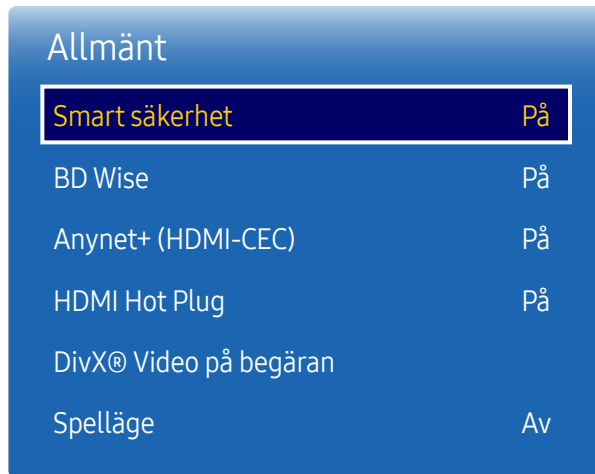 Allmänt
Smart säkerhet På
BD Wise På
Anynet+ (HDMI-CEC) På
HDMI Hot Plug På
DivX® Video på begäran
Spelläge Av